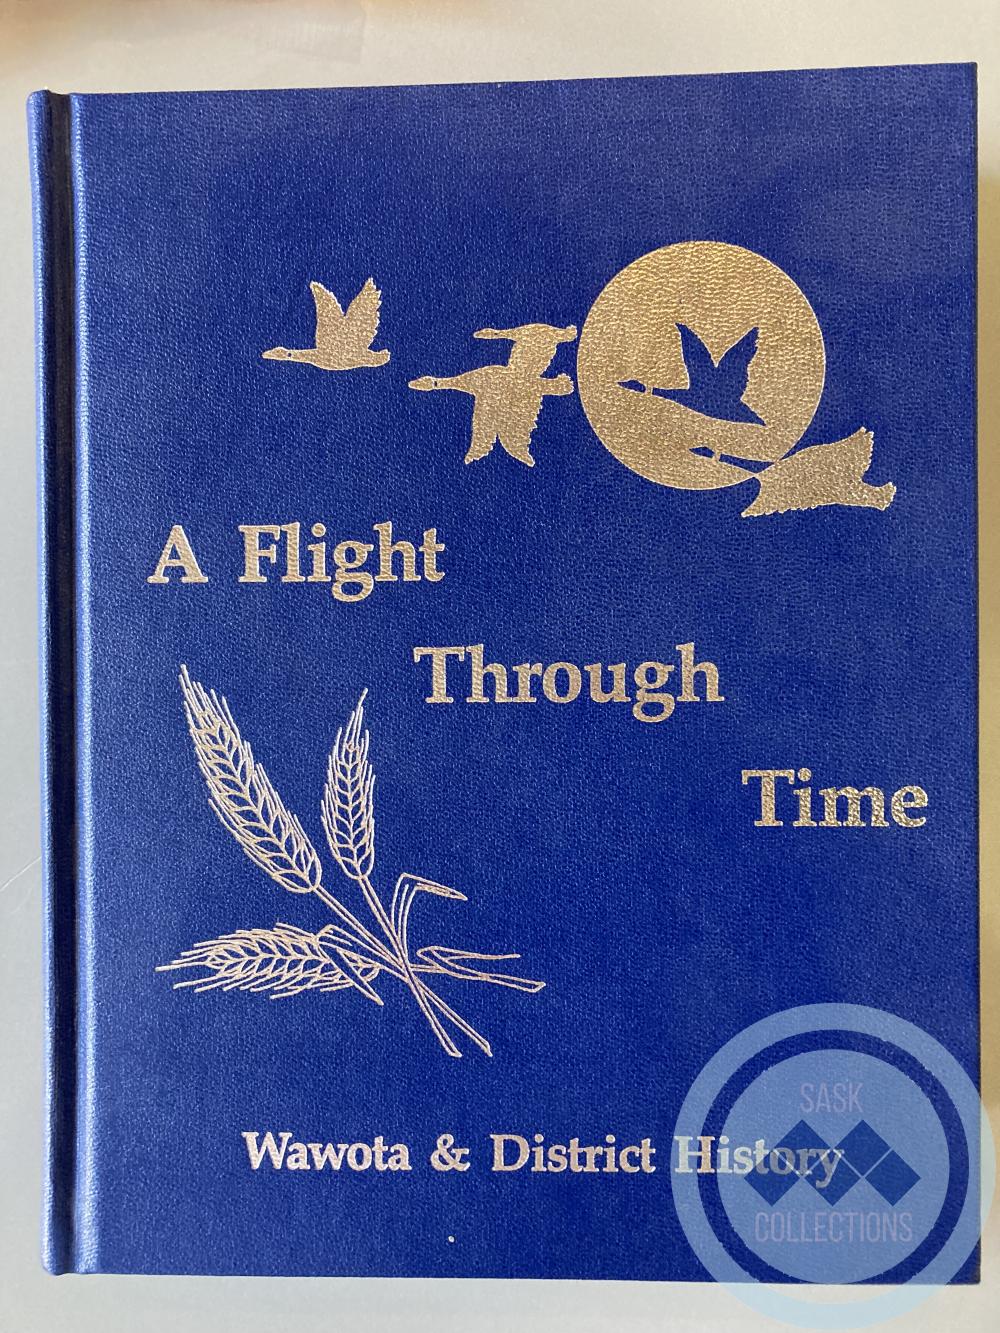 A Flight
Through
Time
Wawota & District History
SASK
COLLECTIONS